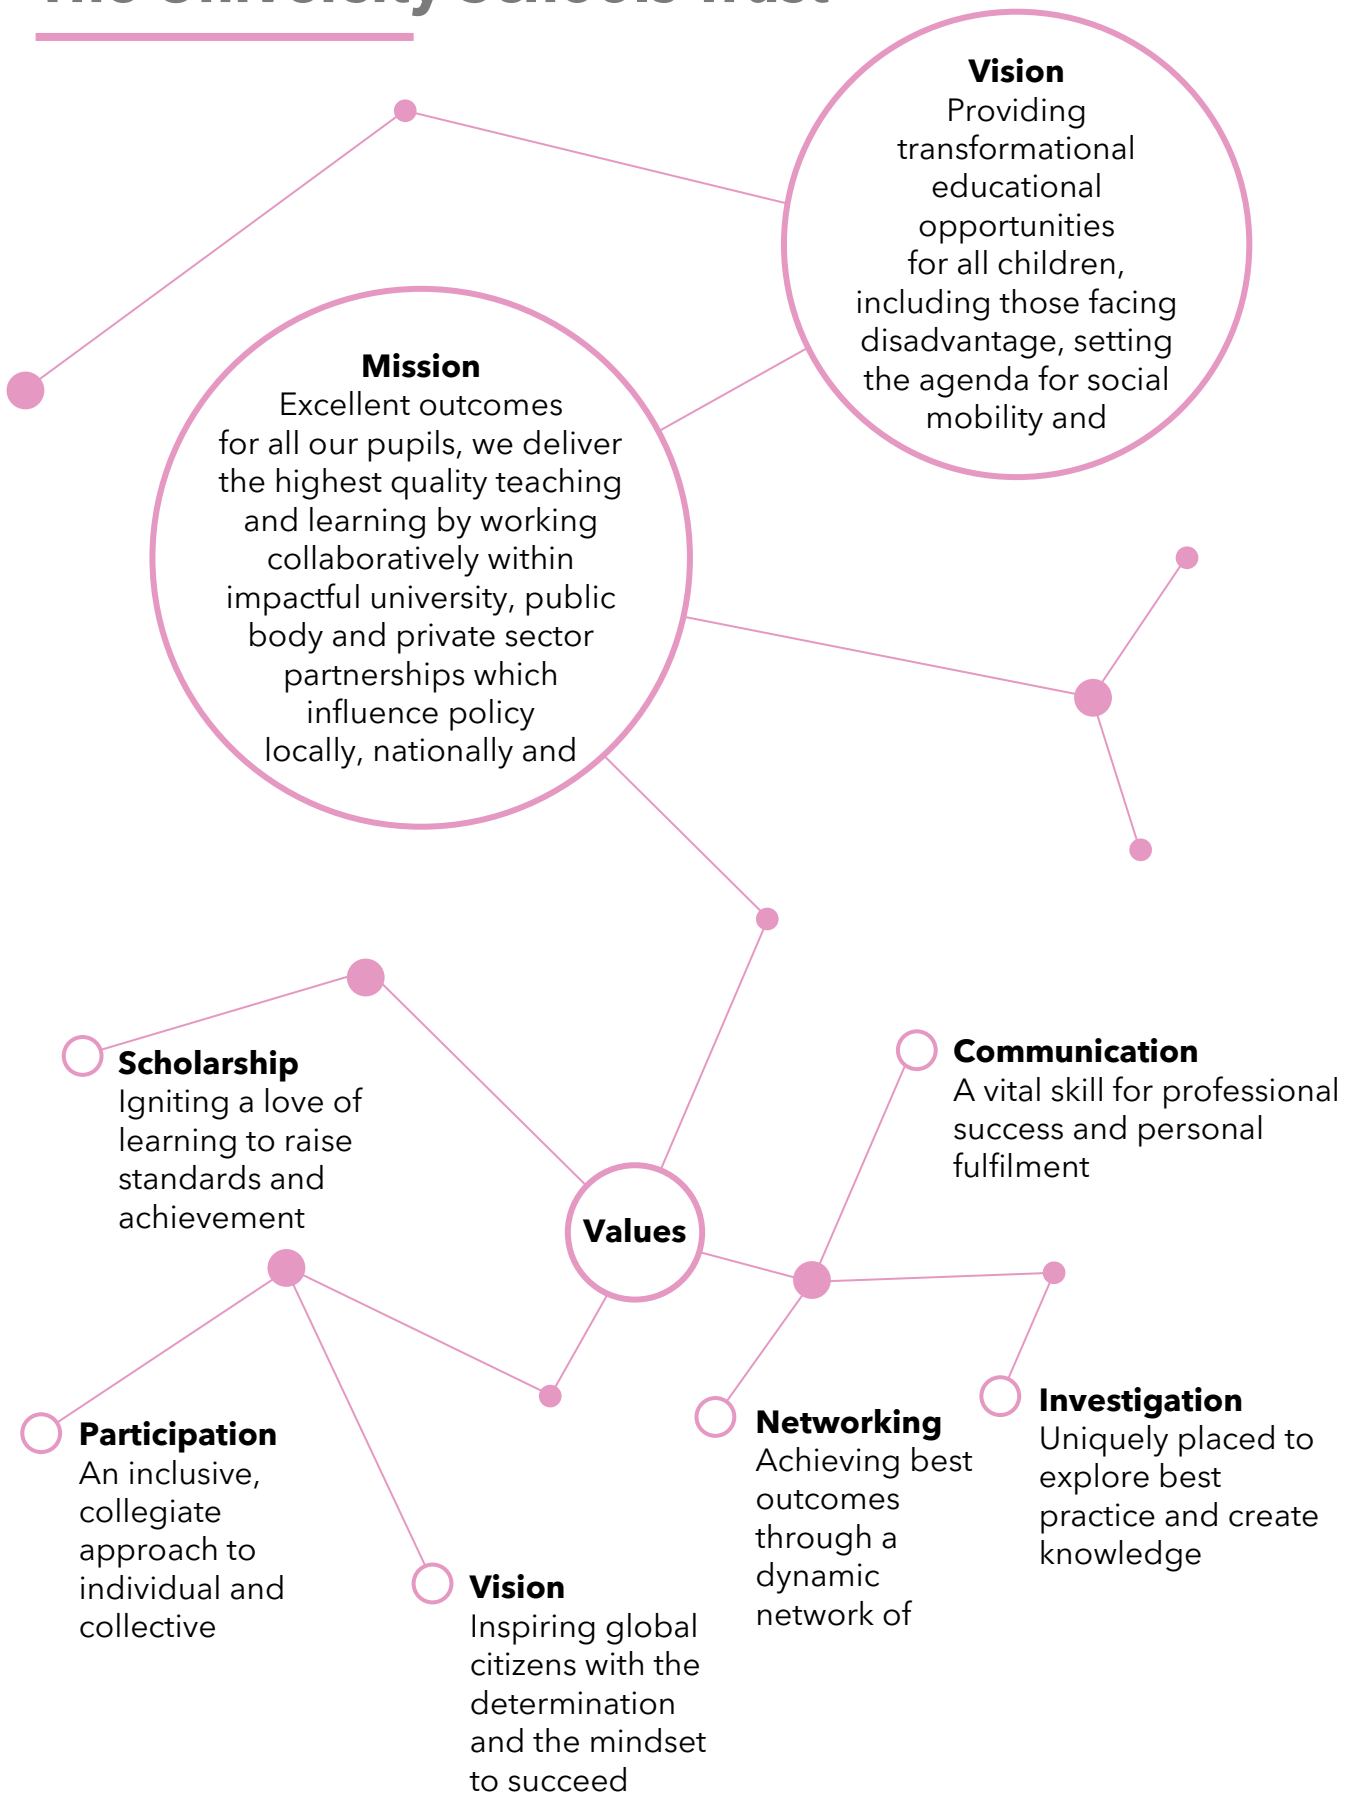 The University Schools Trust
Vision
Providing
transformational
educational
opportunities
for all children,
including those facing
disadvantage, setting
the agenda for social
mobility and
Mission
Excellent outcomes
for all our pupils, we deliver
the highest quality teaching
and learning by working
collaboratively within
impactful university, public
body and private sector
partnerships which
influence policy
locally, nationally and
Scholarship
Igniting a love of
learning to raise
standards and
achievement
Communication
A vital skill for professional
success and personal
fulfilment
Values
Participation
An inclusive,
collegiate
approach to
individual and
collective
Vision
Inspiring global
citizens with the
determination
and the mindset
to succeed
Networking
Achieving best
outcomes
through a
dynamic
network of
Investigation
Uniquely placed to
explore best
practice and create
knowledge